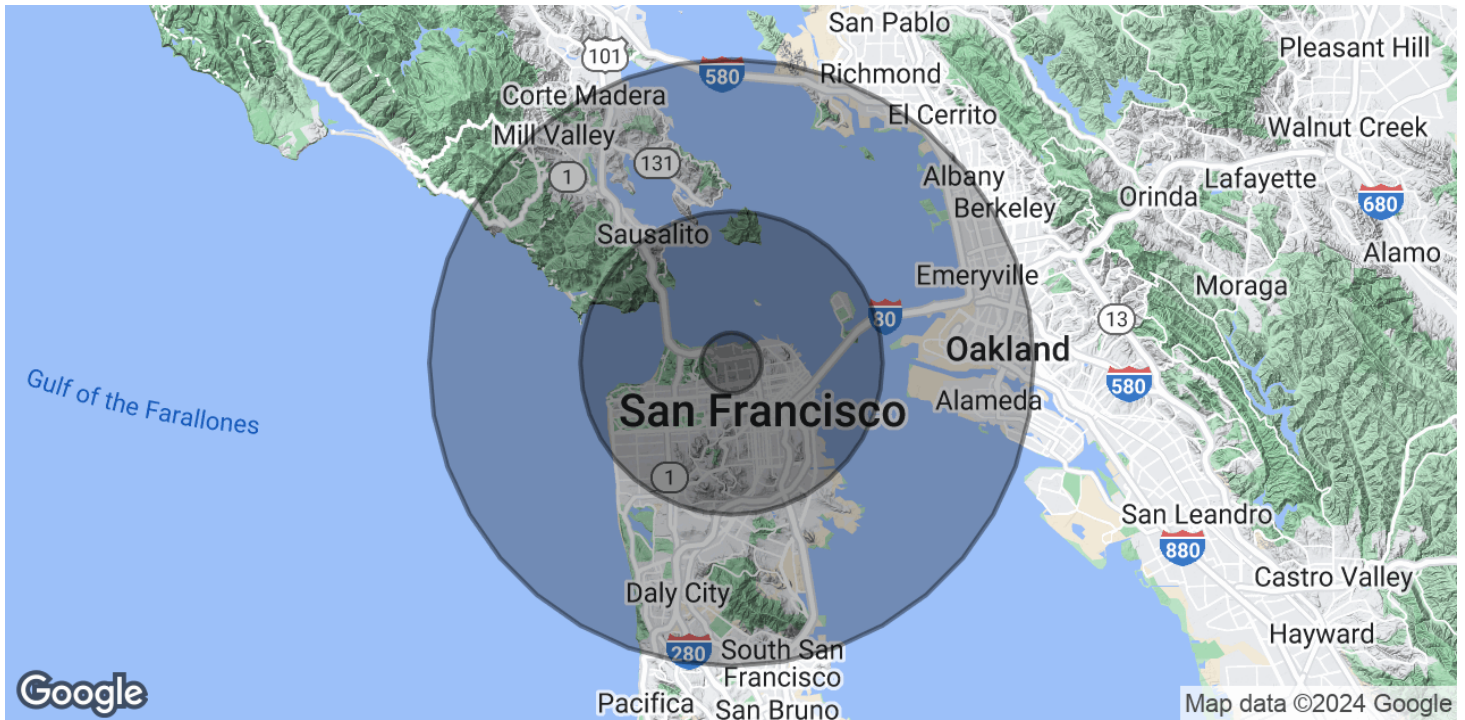 San Pablo
101
Pleasant Hill
580
Richmond
Corte Madera
El Cerrito
Walnut Creek
Mill Valley
131
1
Albany
Lafayette
Orinda
Berkeley
680
Sausalito
Alamo
Emeryville
Moraga
80
13
Oakland
580
Gulf of the Farallones
San Francisco
Alameda
1
San Leandro
880
Castro Valley
Daly City
Hayward
280
South San
Francisco
Google
Pacifica
San Bruno
Map data ©2024 Google